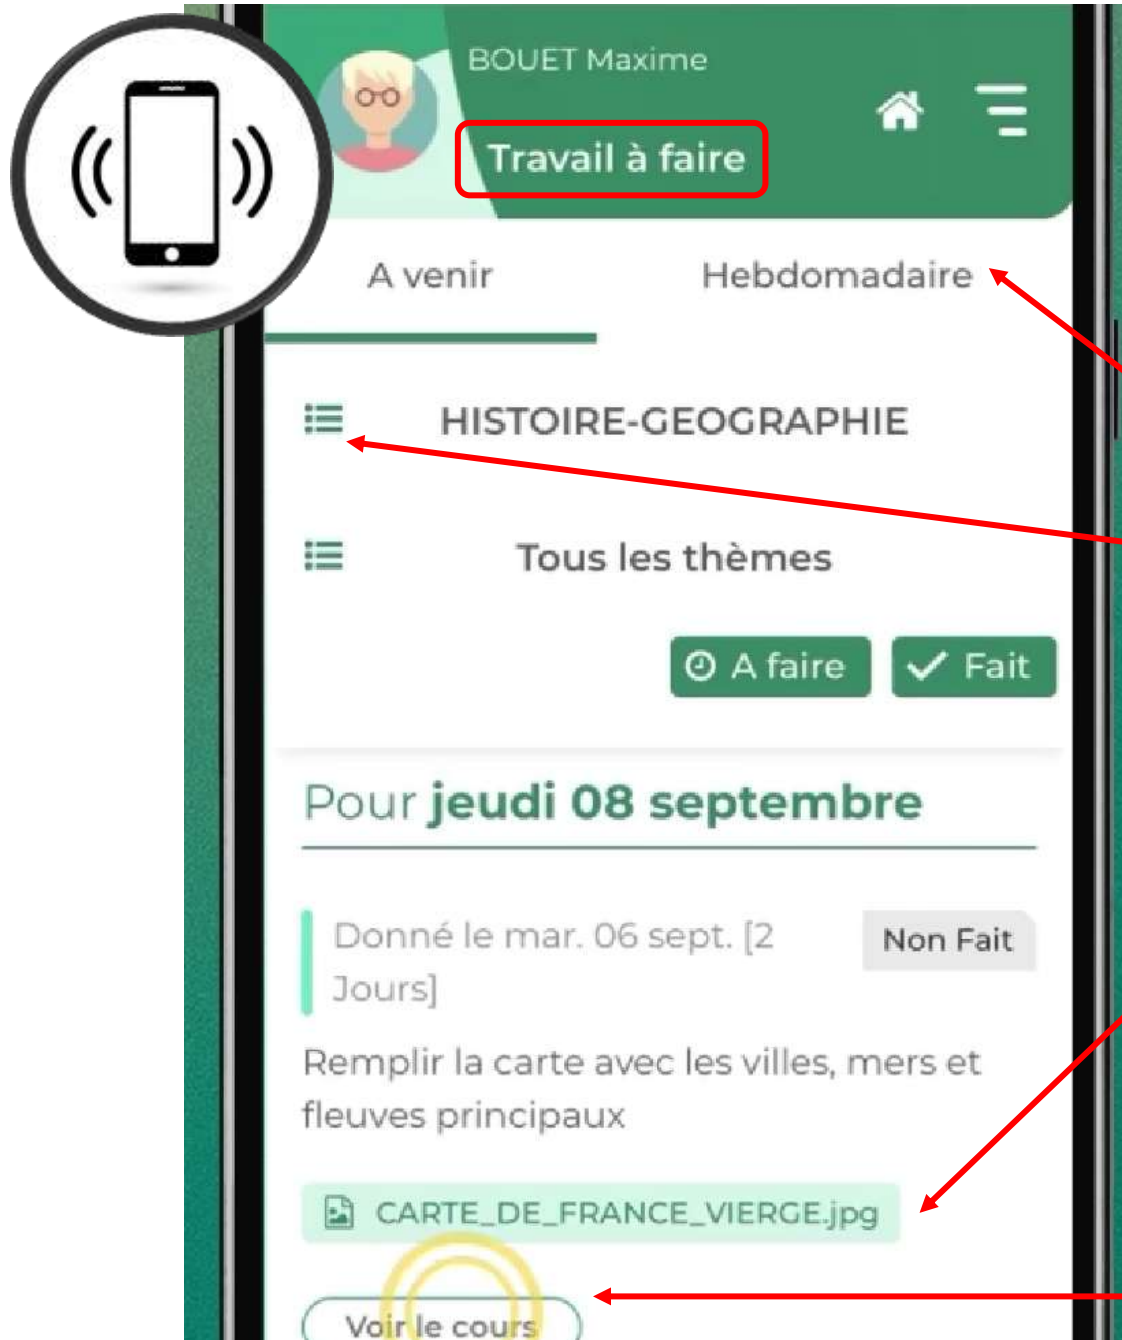 BOUET Maxime
Travail à faire
A venir
Hebdomadaire
HISTOIRE-GEOGRAPHIE
Tous les thèmes
A faire
Fait
Pour jeudi 08 septembre
Donné le mar. 06 sept. [2
Jours]
Non Fait
Remplir la carte avec les villes, mers et
fleuves principaux
CARTE_DE_FRANCE_VIERGE.jpg
Voir le cours